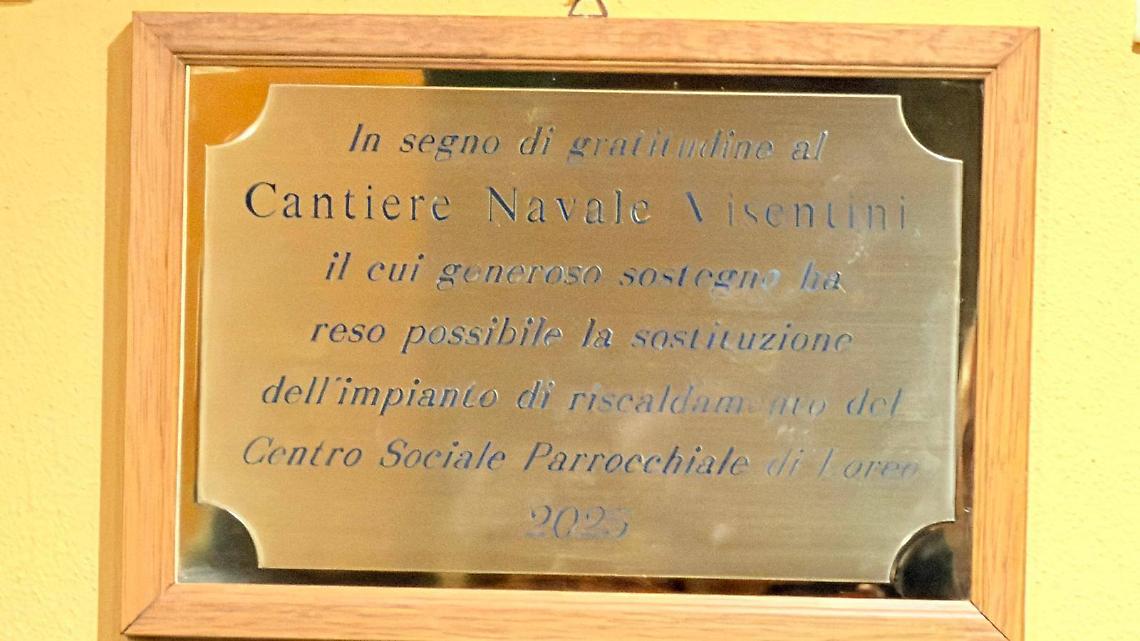 In segno di gratitudine al
Cantiere Navale Visentini
il cui generoso sostegno ha
reso possibile la sostituzione
dell'impianto di riscaldamento del
Centro Sociale Parrocchiale di Loreo
2025